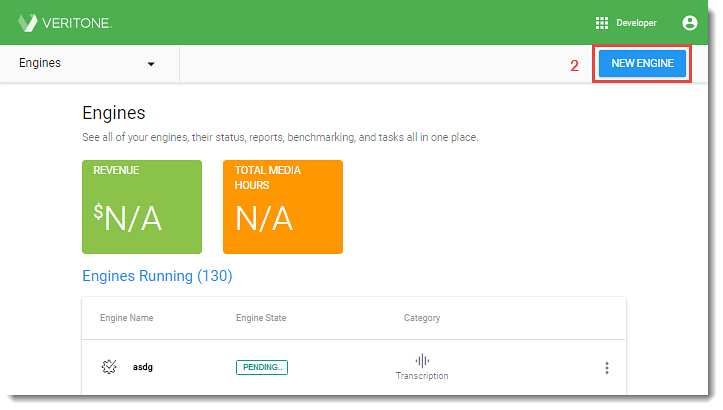 VERITONE
Developer
Engines
2
NEW ENGINE
Engines
See all of your engines, their status, reports, benchmarking, and tasks all in one place.
REVENUE
$N/A
TOTAL MEDIA
HOURS
N/A
Engines Running (130)
Engine Name
Engine State
Category
asdg
PENDING..
Transcription